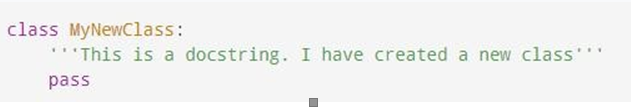 class MyNewClass:
    '''This is a docstring. I have created a new class'''
    pass